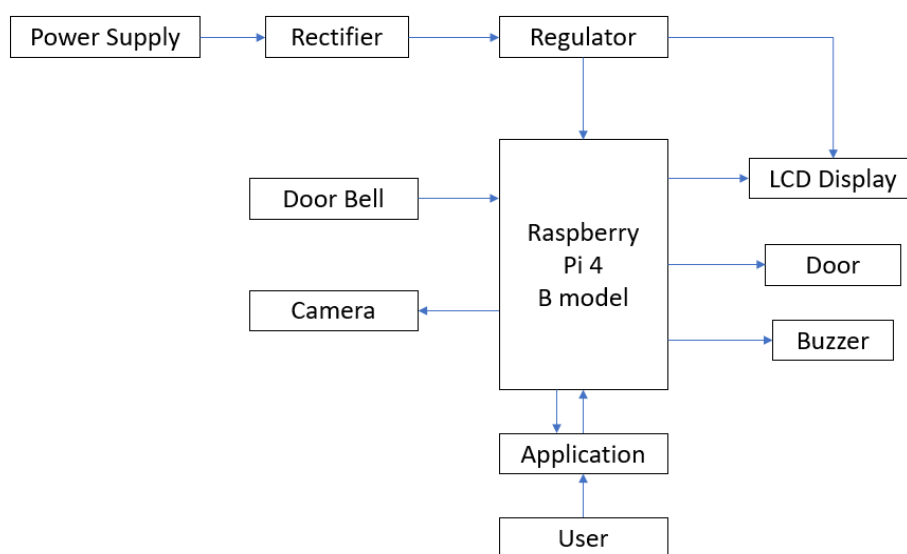 Power Supply
Rectifier
Regulator
Door Bell
Camera
Raspberry
Pi 4
B model
LCD Display
Door
Buzzer
Application
User